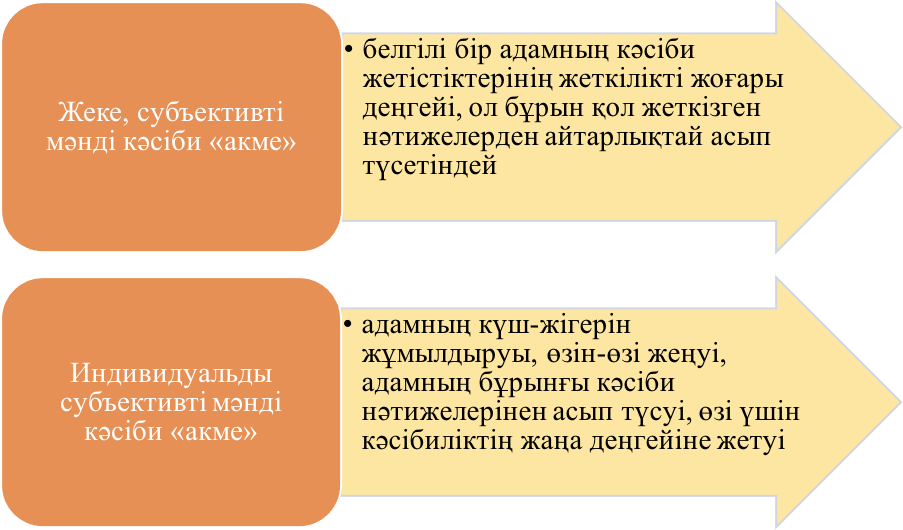 Жеке, субъективті
мәнді кәсіби «акме»
• белгілі бір адамның кәсіби
жетістіктерінің жеткілікті жоғары
деңгейі, ол бұрын қол жеткізген
нәтижелерден айтарлықтай асып
түсетіндей
Индивидуальды
субъективті мәнді
кәсіби «акме»
• адамның күш-жігерін
жұмылдыруы, өзін-өзі жеңуі,
адамның бұрынғы кәсіби
нәтижелерінен асып түсуі, өзі үшін
кәсібиліктің жаңа деңгейіне жетуі